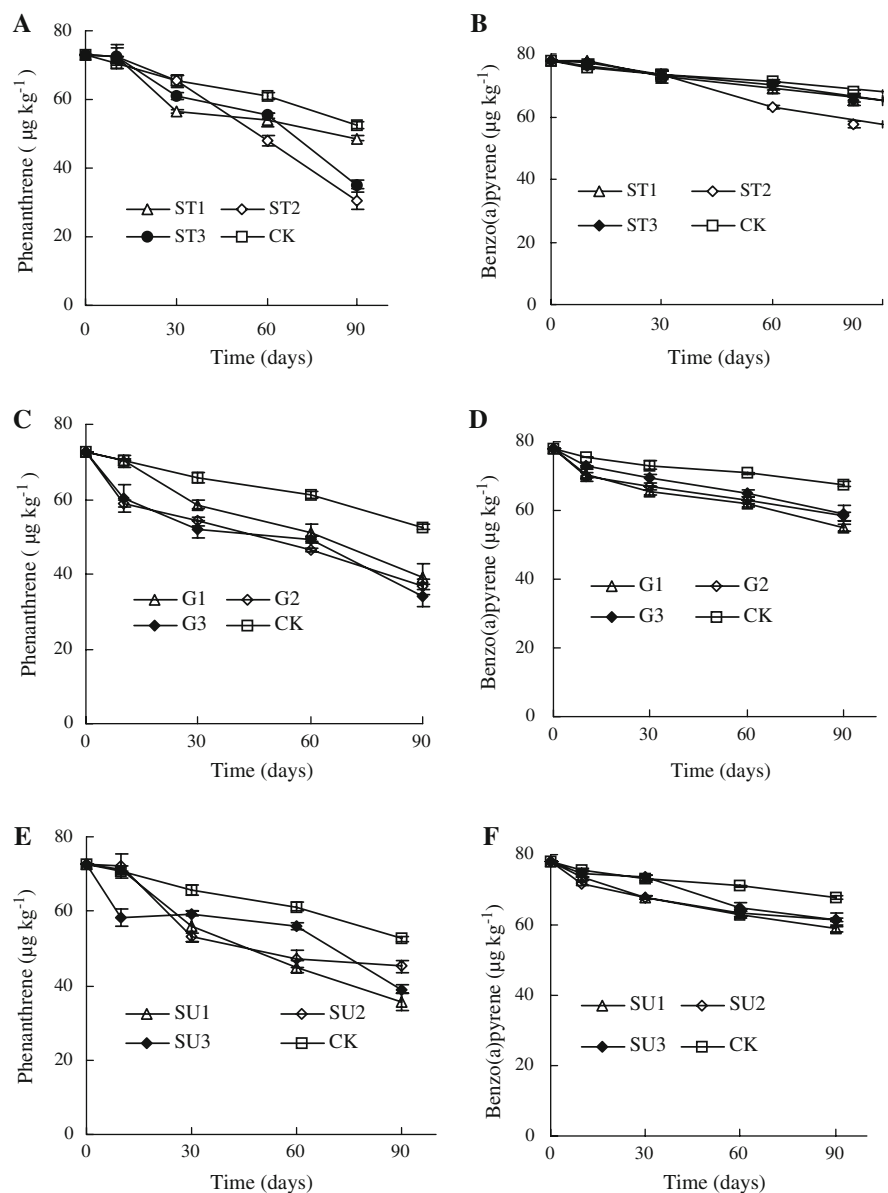 A
Phenanthrene ( µg kg-1)
80
60
40
20
0
ST1 ST2
ST3 CK
0 30 60 90
Time (days)
B
Benzo(a)pyrene (µg kg-1)
80
60
40
20
0
ST1 ST2
ST3 CK
0 30 60 90
Time (days)
C
Phenanthrene ( µg kg-1)
80
60
40
20
0
G1 G2
G3 CK
0 30 60 90
Time (days)
D
Benzo(a)pyrene (µg kg-1)
80
60
40
20
0
G1 G2
G3 CK
0 30 60 90
Time (days)
E
Phenanthrene (µg kg-1)
80
60
40
20
0
SU1 SU2
SU3 CK
0 30 60 90
Time (days)
F
Benzo(a)pyrene (µg kg-1)
80
60
40
20
0
SU1 SU2
SU3 CK
0 30 60 90
Time (days)